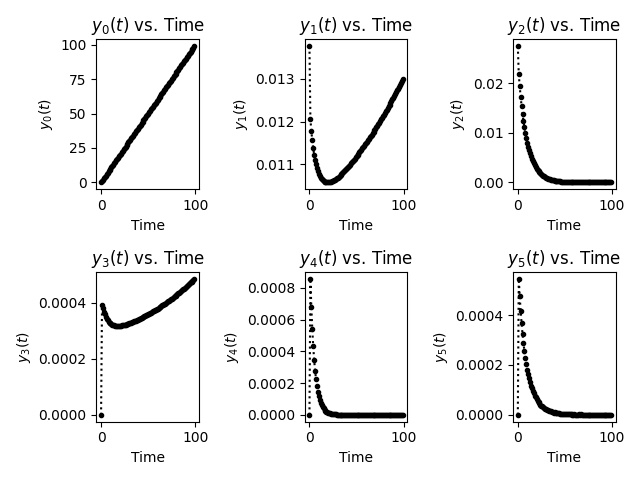 y₀(t) vs. Time
y₁(t) vs. Time
y₂(t) vs. Time
100
75
50
25
0
y₀(t)
0 100
Time
0.013
0.012
0.011
y₁(t)
0 100
Time
0.02
0.01
0.00
y₂(t)
0 100
Time
y₃(t) vs. Time
y₄(t) vs. Time
y₅(t) vs. Time
0.0004
0.0002
0.0000
y₃(t)
0 100
Time
0.0008
0.0006
0.0004
0.0002
0.0000
y₄(t)
0 100
Time
0.0004
0.0002
0.0000
y₅(t)
0 100
Time